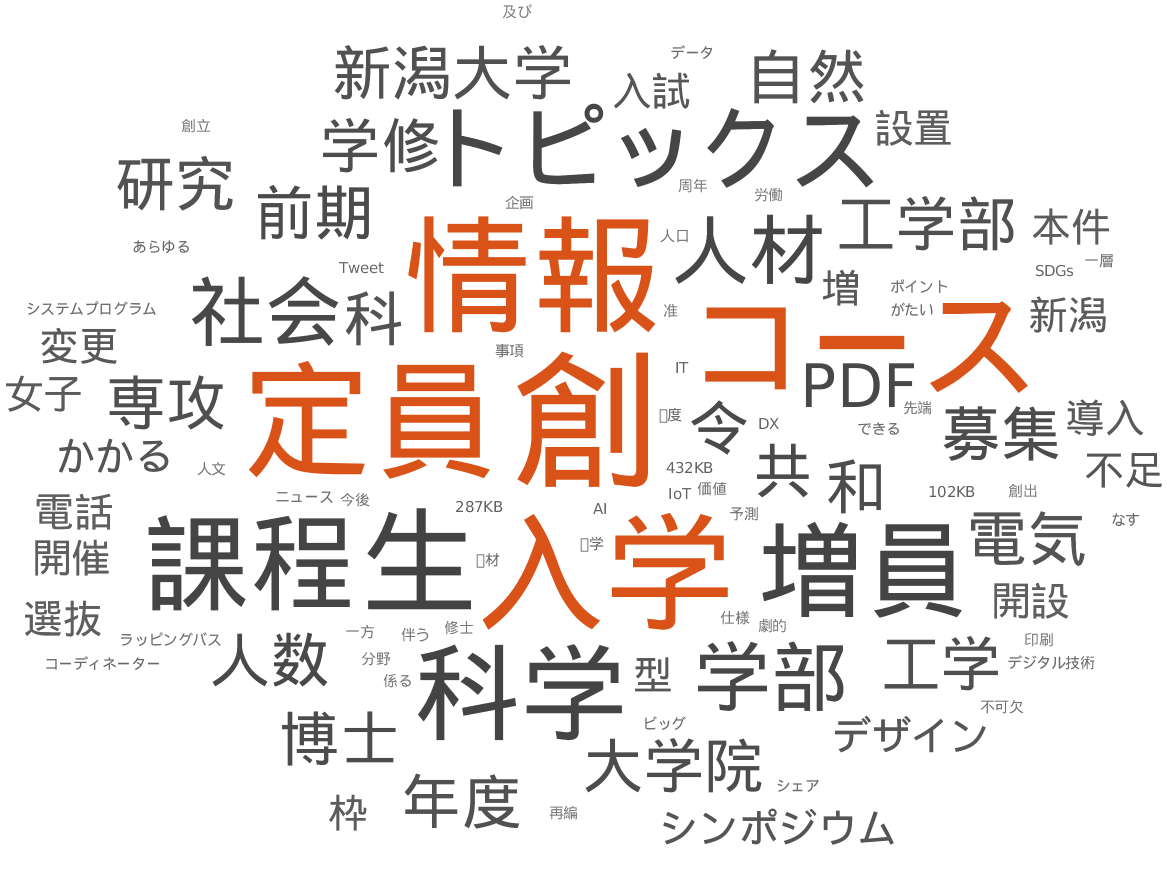 及び
新潟大学
データ
入試
自然
創立
学修
トピックス
設置
研究
前期
企画
周年
労働
人材
工学部
本件
あらゆる
情報
人口
一層
Tweet
SDGs
社会
科
増
ポイント
がたい
新潟
システムプログラム
准
コース
変更
事項
IT
PDF
女子
専攻
定員
創
度
令
DX
先端
できる
募集
導入
かかる
人文
432KB
共
和
不足
電話
ニュース
今後
287KB
AI
IoT
価値
102KB
創出
予測
課程
生
入学
増員
電気
なす
開催
材
学
開設
選抜
ラッピングバス
一方
伴う
修士
仕様
劇的
コーディネーター
人数
分野
係る
科学
型
学部
工学
印刷
デジタル技術
不可欠
博士
ビッグ
デザイン
大学院
枠
年度
再編
シェア
シンポジウム